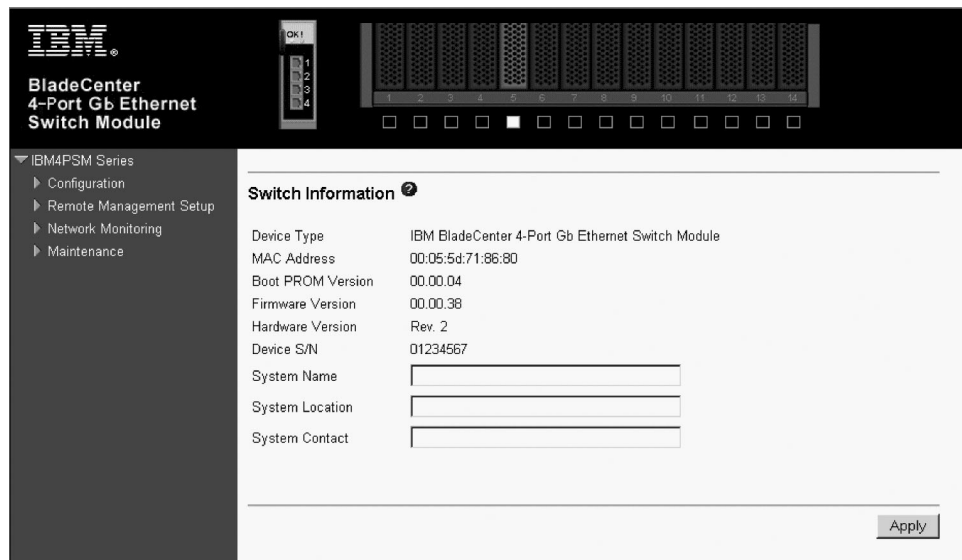 IBM®
BladeCenter
4-Port Gb Ethernet
Switch Module
OK!
1
2
3
4
1 2 3 4 5 6 7 8 9 10 11 12 13 14
IBM4PSM Series
Configuration
Remote Management Setup
Network Monitoring
Maintenance
Switch Information ?
Device Type IBM BladeCenter 4-Port Gb Ethernet Switch Module
MAC Address 00:05:5d:71:86:80
Boot PROM Version 00.00.04
Firmware Version 00.00.38
Hardware Version Rev. 2
Device S/N 01234567
System Name
System Location
System Contact
Apply